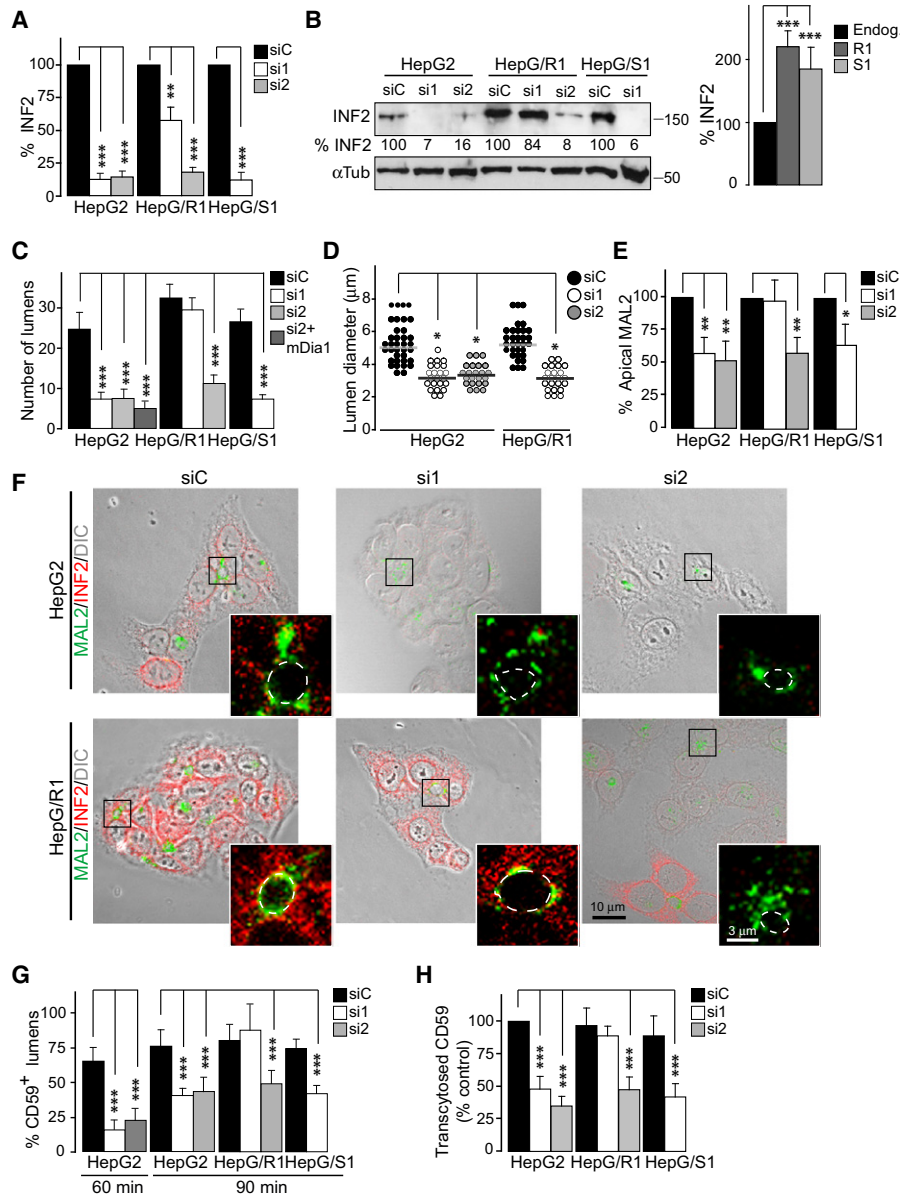 A
% INF2
100
75
50
25
0
***
***
**
***
***
siC
si1
si2
HepG2 HepG/R1 HepG/S1
B
HepG2 HepG/R1 HepG/S1
siC si1 si2 siC si1 si2 siC si1
INF2
–150
% INF2 100 7 16 100 84 8 100 6
αTub
–50
% INF2
200
100
0
***
***
Endog.
R1
S1
C
Number of lumens
30
20
10
0
***
***
***
***
***
siC
si1
si2
si2+
mDia1
HepG2 HepG/R1 HepG/S1
D
Lumen diameter (μm)
8
6
4
2
0
*
*
*
siC
si1
si2
HepG2 HepG/R1
E
% Apical MAL2
100
75
50
25
0
**
**
**
*
siC
si1
si2
HepG2 HepG/R1 HepG/S1
F
siC si1 si2
HepG2
MAL2/INF2/DIC
HepG/R1
MAL2/INF2/DIC
10 μm
3 μm
G
% CD59+ lumens
100
75
50
25
0
***
***
***
***
***
***
siC
si1
si2
HepG2 HepG2 HepG/R1 HepG/S1
60 min 90 min
H
Transcytosed CD59
(% control)
100
75
50
25
0
***
***
***
***
siC
si1
si2
HepG2 HepG/R1 HepG/S1